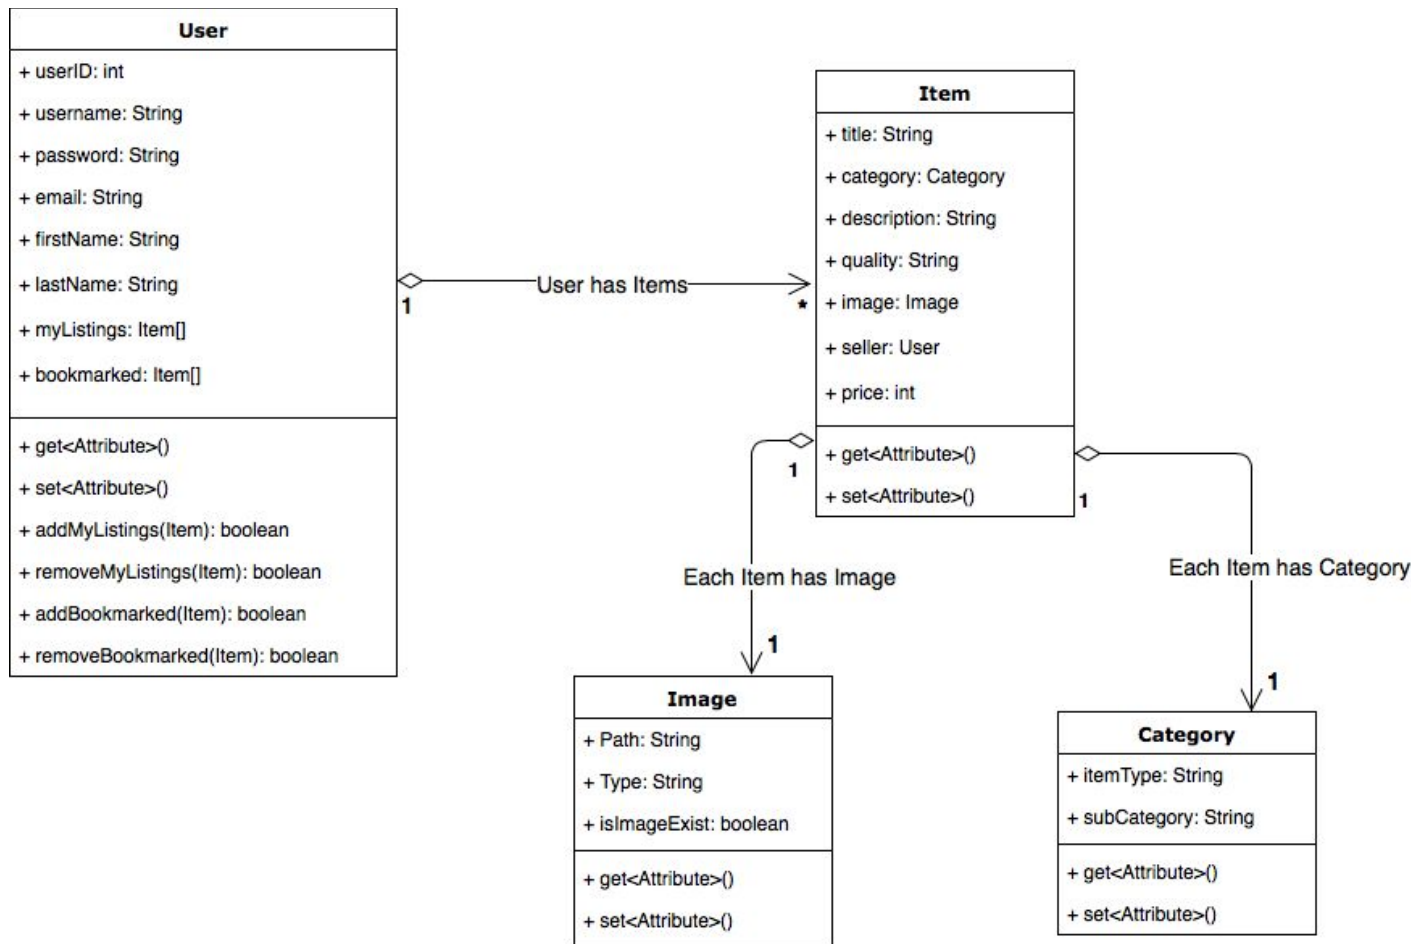 User
+ userID: int
+ username: String
+ password: String
+ email: String
+ firstName: String
+ lastName: String
+ myListings: Item[]
+ bookmarked: Item[]
+ get<Attribute>()
+ set<Attribute>()
+ addMyListings(Item): boolean
+ removeMyListings(Item): boolean
+ addBookmarked(Item): boolean
+ removeBookmarked(Item): boolean
1
User has Items
*
Item
+ title: String
+ category: Category
+ description: String
+ quality: String
+ image: Image
+ seller: User
+ price: int
+ get<Attribute>()
+ set<Attribute>()
1
Each Item has Image
1
1
Each Item has Category
1
Image
+ Path: String
+ Type: String
+ isImageExist: boolean
+ get<Attribute>()
+ set<Attribute>()
Category
+ itemType: String
+ subCategory: String
+ get<Attribute>()
+ set<Attribute>()